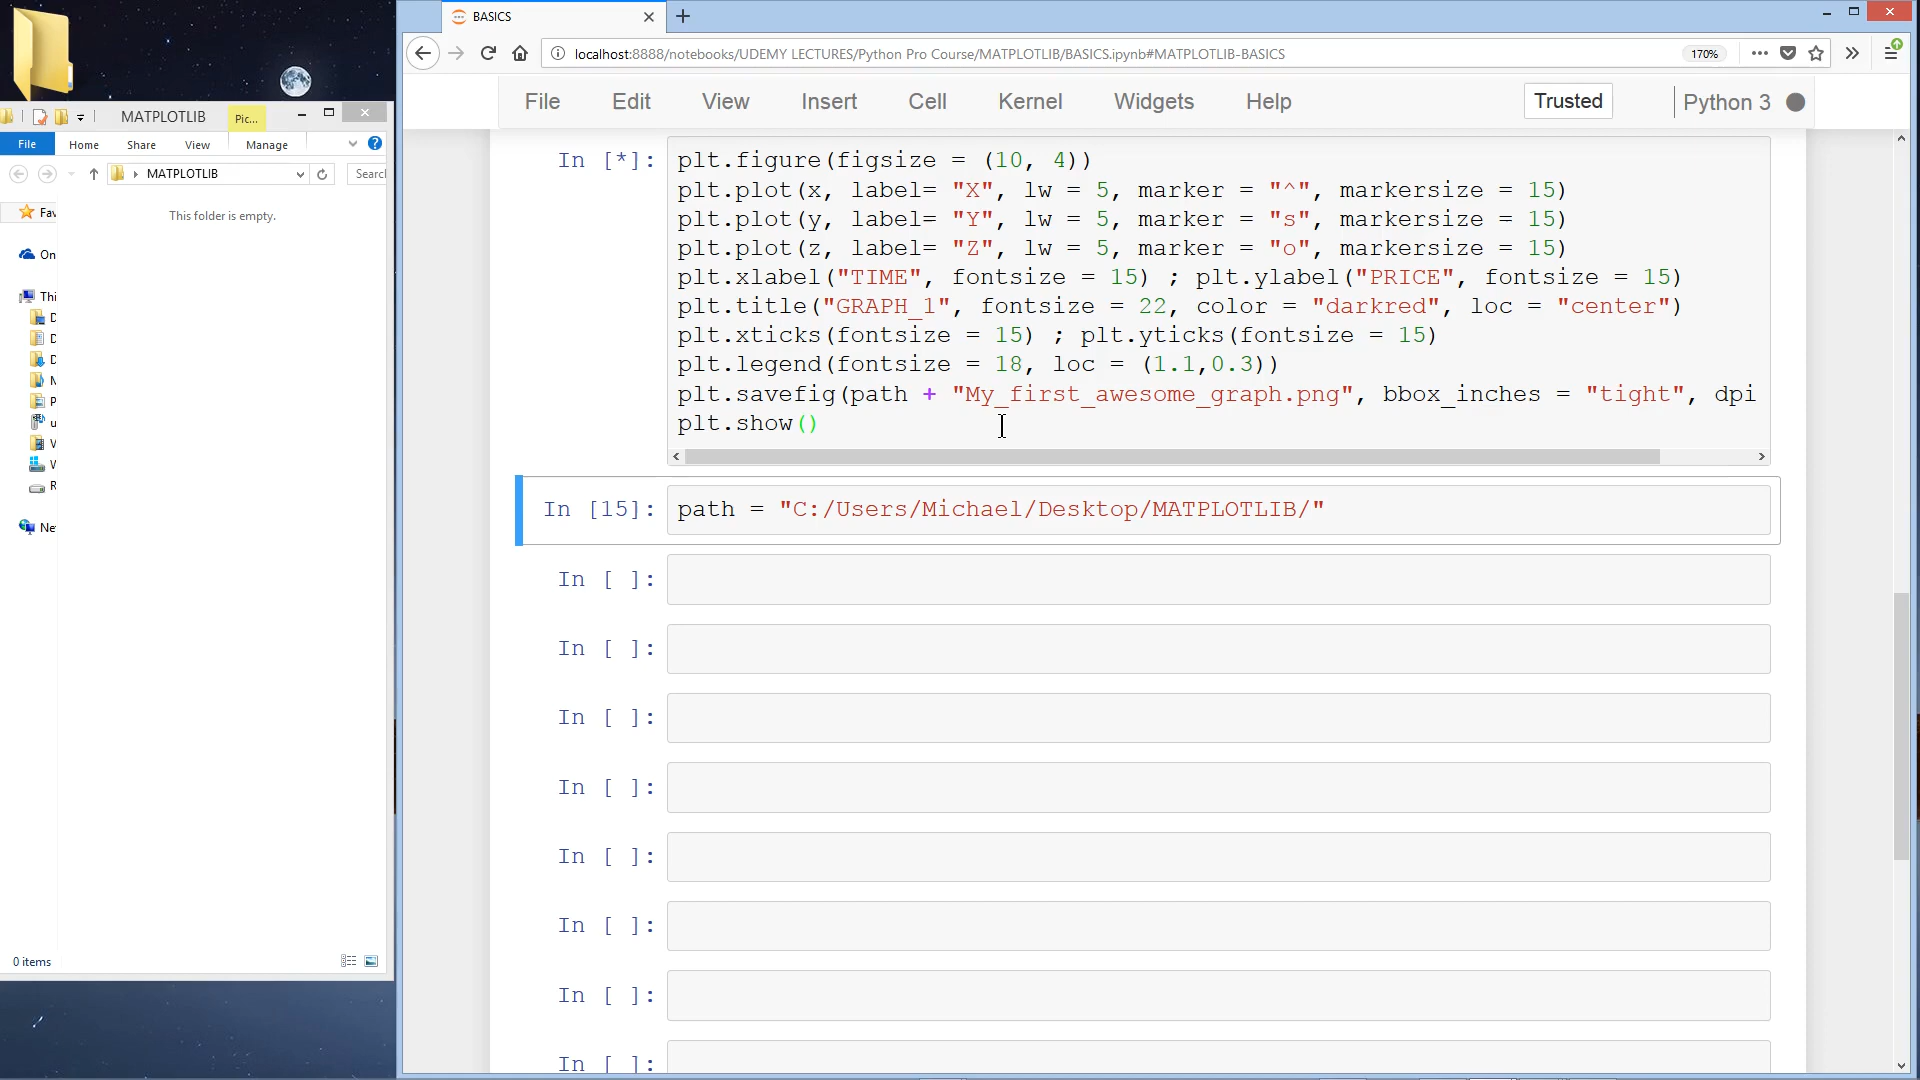 BASICS
localhost:8888/notebooks/UDEMY LECTURES/Python Pro Course/MATPLOTLIB/BASICS.ipynb#MATPLOTLIB-BASICS
170%
File Edit View Insert Cell Kernel Widgets Help
Trusted
Python 3
MATPLOTLIB
Pic...
File Home Share View Manage
MATPLOTLIB
Searc
This folder is empty.
Fav
On
Thi
D
D
D
M
P
u
V
W
R
Ne
0 items
In [*]:
plt.figure(figsize = (10, 4))
plt.plot(x, label= "X", lw = 5, marker = "^", markersize = 15)
plt.plot(y, label= "Y", lw = 5, marker = "s", markersize = 15)
plt.plot(z, label= "Z", lw = 5, marker = "o", markersize = 15)
plt.xlabel("TIME", fontsize = 15) ; plt.ylabel("PRICE", fontsize = 15)
plt.title("GRAPH_1", fontsize = 22, color = "darkred", loc = "center")
plt.xticks(fontsize = 15) ; plt.yticks(fontsize = 15)
plt.legend(fontsize = 18, loc = (1.1,0.3))
plt.savefig(path + "My_first_awesome_graph.png", bbox_inches = "tight", dpi
plt.show()
In [15]: path = "C:/Users/Michael/Desktop/MATPLOTLIB/"
In [ ]:
In [ ]:
In [ ]:
In [ ]:
In [ ]:
In [ ]:
In [ ]:
In [ ]: